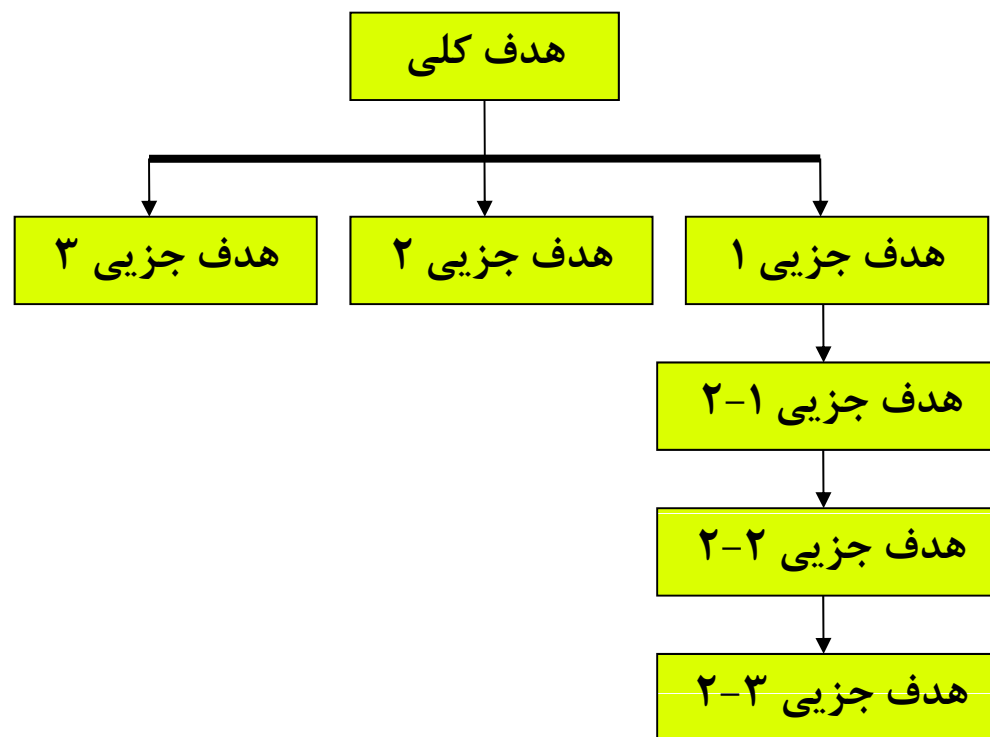 هدف کلی
هدف جزیی ۱
هدف جزیی ۲
هدف جزیی ۳
هدف جزیی ۱-۲
هدف جزیی ۲-۲
هدف جزیی ۳-۲